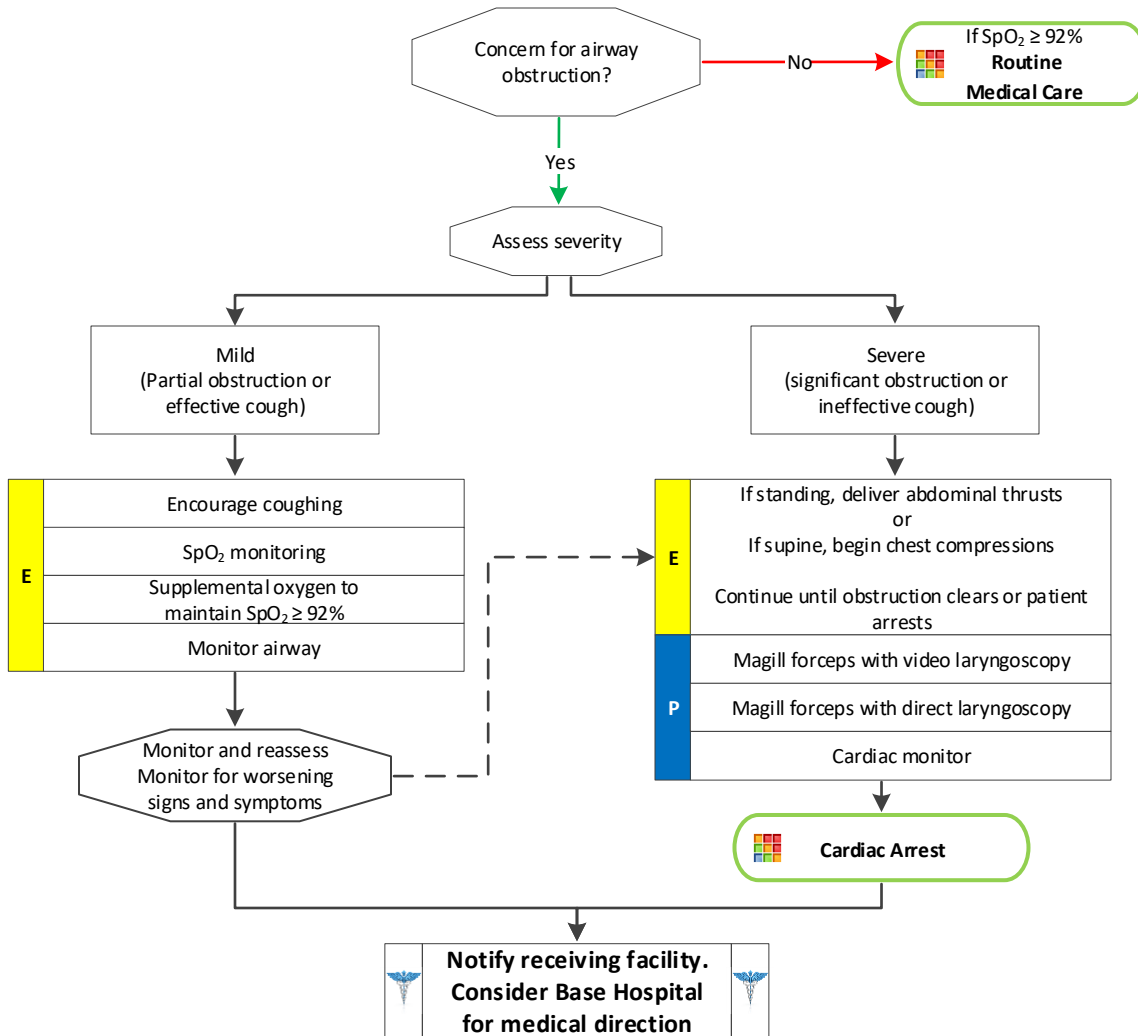 Concern for airway
obstruction?
No
If SpO₂ ≥ 92%
Routine
Medical Care
Yes
Assess severity
Mild
(Partial obstruction or
effective cough)
Severe
(significant obstruction or
ineffective cough)
E
Encourage coughing
SpO₂ monitoring
Supplemental oxygen to
maintain SpO₂ ≥ 92%
Monitor airway
E
If standing, deliver abdominal thrusts
or
If supine, begin chest compressions
Continue until obstruction clears or patient
arrests
P
Magill forceps with video laryngoscopy
Magill forceps with direct laryngoscopy
Cardiac monitor
Monitor and reassess
Monitor for worsening
signs and symptoms
Cardiac Arrest
Notify receiving facility.
Consider Base Hospital
for medical direction